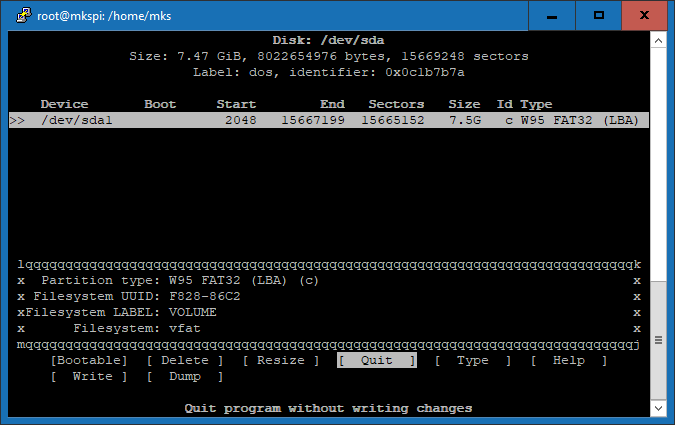 root@mkspi: /home/mks
Disk: /dev/sda
Size: 7.47 GiB, 8022654976 bytes, 15669248 sectors
Label: dos, identifier: 0x0c1b7b7a
Device Boot Start End Sectors Size Id Type
>> /dev/sda1 2048 15667199 15665152 7.5G c W95 FAT32 (LBA)
lqqqqqqqqqqqqqqqqqqqqqqqqqqqqqqqqqqqqqqqqqqqqqqqqqqqqqqqqqqqqqqqqqqqqqqqqqqqk
x Partition type: W95 FAT32 (LBA) (c) x
x Filesystem UUID: F828-86C2 x
xFilesystem LABEL: VOLUME x
x Filesystem: vfat x
mqqqqqqqqqqqqqqqqqqqqqqqqqqqqqqqqqqqqqqqqqqqqqqqqqqqqqqqqqqqqqqqqqqqqqqqqqqqj
[Bootable] [ Delete ] [ Resize ] [ Quit ] [ Type ] [ Help ]
[ Write ] [ Dump ]
Quit program without writing changes